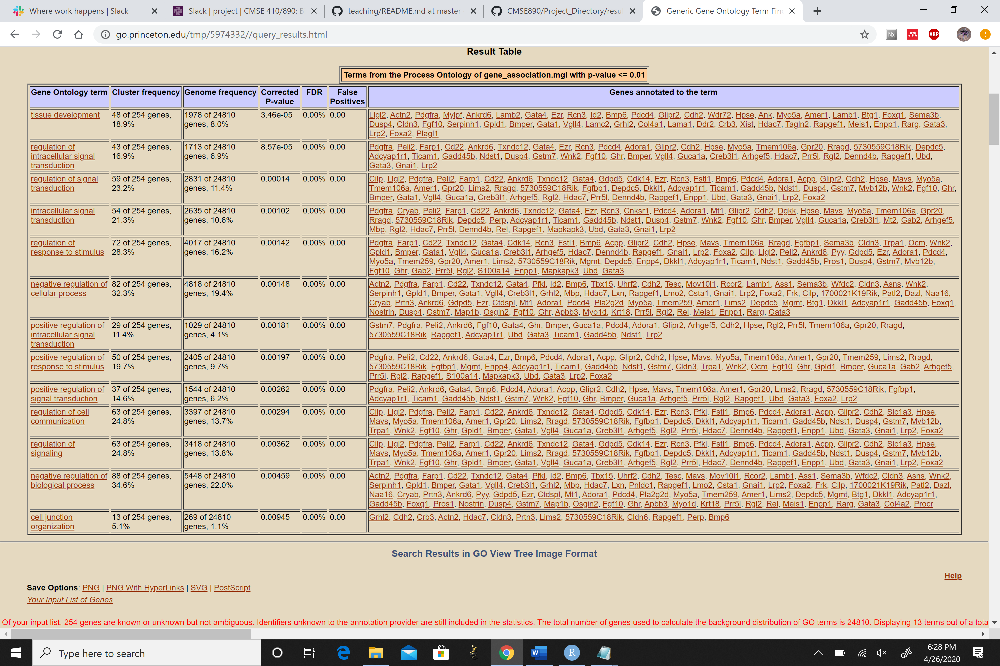 Where work happens | Slack
Slack | project | CMSE 410/890: B
teaching/README.md at master
CMSE890/Project_Directory/resul
Generic Gene Ontology Term Fin
go.princeton.edu/tmp/5974332//query_results.html
Nx
ABP
Result Table
Terms from the Process Ontology of gene_association.mgi with p-value <= 0.01
Gene Ontology term Cluster frequency Genome frequency Corrected P-value FDR False Positives Genes annotated to the term
tissue development 48 of 254 genes, 18.9% 1978 of 24810 genes, 8.0% 3.46e-05 0.00% 0.00
Llgl2, Actn2, Pdgfra, Mylpf, Ankrd6, Lamb2, Gata4, Ezr, Rcn3, Id2, Bmp6, Pdcd4, Glipr2, Cdh2, Wdr72, Hpse, Ank, Myo5a, Amer1, Lamb1, Btg1, Foxq1, Sema3b,
Dusp4, Cldn3, Fgf10, Serpinh1, Gpld1, Bmper, Gata1, Vgll4, Lamc2, Grhl2, Col4a1, Lama1, Ddr2, Crb3, Xist, Hdac7, Tagln2, Rapgef1, Meis1, Enpp1, Rarg, Gata3,
Lrp2, Foxa2, Plagl1
regulation of intracellular signal transduction 43 of 254 genes, 16.9% 1713 of 24810 genes, 6.9% 8.57e-05 0.00% 0.00
Pdgfra, Peli2, Farp1, Cd22, Ankrd6, Txndc12, Gata4, Ezr, Rcn3, Pdcd4, Adora1, Glipr2, Cdh2, Hpse, Myo5a, Tmem106a, Gpr20, Rragd, 5730559C18Rik, Depdc5,
Adcyap1r1, Ticam1, Gadd45b, Ndst1, Dusp4, Gstm7, Wnk2, Fgf10, Ghr, Bmper, Vgll4, Guca1a, Creb3l1, Arhgef5, Hdac7, Prr5l, Rgl2, Dennd4b, Rapgef1, Ubd,
Gata3, Gnai1, Lrp2
regulation of signal transduction 59 of 254 genes, 23.2% 2831 of 24810 genes, 11.4% 0.00014 0.00% 0.00
Cilp, Llgl2, Pdgfra, Peli2, Farp1, Cd22, Ankrd6, Txndc12, Gata4, Gdpd5, Cdk14, Ezr, Rcn3, Fstl1, Bmp6, Pdcd4, Adora1, Acpp, Glipr2, Cdh2, Hpse, Mavs, Myo5a,
Tmem106a, Amer1, Gpr20, Lims2, Rragd, 5730559C18Rik, Fgfbp1, Depdc5, Dkkl1, Adcyap1r1, Ticam1, Gadd45b, Ndst1, Dusp4, Gstm7, Mvb12b, Wnk2, Fgf10, Ghr,
Bmper, Gata1, Vgll4, Guca1a, Creb3l1, Arhgef5, Rgl2, Hdac7, Prr5l, Dennd4b, Rapgef1, Enpp1, Ubd, Gata3, Gnai1, Lrp2, Foxa2
intracellular signal transduction 54 of 254 genes, 21.3% 2635 of 24810 genes, 10.6% 0.00102 0.00% 0.00
Pdgfra, Cryab, Peli2, Farp1, Cd22, Ankrd6, Txndc12, Gata4, Ezr, Rcn3, Cnksr1, Pdcd4, Adora1, Mt1, Glipr2, Cdh2, Dgkk, Hpse, Mavs, Myo5a, Tmem106a, Gpr20,
Rragd, 5730559C18Rik, Depdc5, Perp, Adcyap1r1, Ticam1, Gadd45b, Ndst1, Dusp4, Gstm7, Wnk2, Fgf10, Ghr, Bmper, Vgll4, Guca1a, Creb3l1, Mt2, Gab2, Arhgef5,
Mbp, Rgl2, Hdac7, Prr5l, Dennd4b, Rel, Rapgef1, Mapkapk3, Ubd, Gata3, Gnai1, Lrp2
regulation of response to stimulus 72 of 254 genes, 28.3% 4017 of 24810 genes, 16.2% 0.00142 0.00% 0.00
Pdgfra, Farp1, Cd22, Txndc12, Gata4, Cdk14, Rcn3, Fstl1, Bmp6, Acpp, Glipr2, Cdh2, Hpse, Mavs, Tmem106a, Rragd, Fgfbp1, Sema3b, Cldn3, Trpa1, Ocm, Wnk2,
Gpld1, Bmper, Gata1, Vgll4, Guca1a, Creb3l1, Arhgef5, Hdac7, Dennd4b, Rapgef1, Gnai1, Lrp2, Foxa2, Cilp, Llgl2, Peli2, Ankrd6, Pyy, Gdpd5, Ezr, Adora1, Pdcd4,
Myo5a, Tmem259, Gpr20, Amer1, Lims2, 5730559C18Rik, Mgmt, Depdc5, Enpp4, Dkkl1, Adcyap1r1, Ticam1, Ndst1, Gadd45b, Pros1, Dusp4, Gstm7, Mvb12b,
Fgf10, Ghr, Gab2, Prr5l, Rgl2, S100a14, Enpp1, Mapkapk3, Ubd, Gata3
negative regulation of cellular process 82 of 254 genes, 32.3% 4818 of 24810 genes, 19.4% 0.00148 0.00% 0.00
Actn2, Pdgfra, Farp1, Cd22, Txndc12, Gata4, Pfkl, Id2, Bmp6, Tbx15, Uhrf2, Cdh2, Tesc, Mov10l1, Rcor2, Lamb1, Ass1, Sema3b, Wfdc2, Cldn3, Asns, Wnk2,
Serpinh1, Gpld1, Bmper, Gata1, Vgll4, Creb3l1, Grhl2, Mbp, Hdac7, Lxn, Rapgef1, Lmo2, Csta1, Gnai1, Lrp2, Foxa2, Frk, Cilp, 1700021K19Rik, Patl2, Dazl, Naa16,
Cryab, Prtn3, Ankrd6, Gdpd5, Ezr, Ctdspl, Mt1, Adora1, Pdcd4, Pla2g2d, Myo5a, Tmem259, Amer1, Lims2, Depdc5, Mgmt, Btg1, Dkkl1, Adcyap1r1, Gadd45b, Foxq1,
Nostrin, Dusp4, Gstm7, Map1b, Osgin2, Fgf10, Ghr, Apbb3, Myo1d, Krt18, Prr5l, Rgl2, Rel, Meis1, Enpp1, Rarg, Gata3
positive regulation of intracellular signal transduction 29 of 254 genes, 11.4% 1029 of 24810 genes, 4.1% 0.00181 0.00% 0.00
Gstm7, Pdgfra, Peli2, Ankrd6, Fgf10, Gata4, Ghr, Bmper, Guca1a, Pdcd4, Adora1, Glipr2, Arhgef5, Cdh2, Hpse, Rgl2, Prr5l, Tmem106a, Gpr20, Rragd,
5730559C18Rik, Rapgef1, Adcyap1r1, Ubd, Gata3, Ticam1, Gadd45b, Ndst1, Lrp2
positive regulation of response to stimulus 50 of 254 genes, 19.7% 2405 of 24810 genes, 9.7% 0.00197 0.00% 0.00
Pdgfra, Peli2, Cd22, Ankrd6, Gata4, Ezr, Bmp6, Pdcd4, Adora1, Acpp, Glipr2, Cdh2, Hpse, Mavs, Myo5a, Tmem106a, Amer1, Gpr20, Tmem259, Lims2, Rragd,
5730559C18Rik, Fgfbp1, Mgmt, Enpp4, Adcyap1r1, Ticam1, Gadd45b, Ndst1, Gstm7, Cldn3, Trpa1, Wnk2, Ocm, Fgf10, Ghr, Gpld1, Bmper, Guca1a, Gab2, Arhgef5,
Prr5l, Rgl2, Rapgef1, S100a14, Mapkapk3, Ubd, Gata3, Lrp2, Foxa2
positive regulation of signal transduction 37 of 254 genes, 14.6% 1544 of 24810 genes, 6.2% 0.00262 0.00% 0.00
Pdgfra, Peli2, Ankrd6, Gata4, Bmp6, Pdcd4, Adora1, Acpp, Glipr2, Cdh2, Hpse, Mavs, Tmem106a, Amer1, Gpr20, Lims2, Rragd, 5730559C18Rik, Fgfbp1,
Adcyap1r1, Ticam1, Gadd45b, Ndst1, Gstm7, Wnk2, Fgf10, Ghr, Bmper, Guca1a, Arhgef5, Prr5l, Rgl2, Rapgef1, Ubd, Gata3, Foxa2, Lrp2
regulation of cell communication 63 of 254 genes, 24.8% 3397 of 24810 genes, 13.7% 0.00294 0.00% 0.00
Cilp, Llgl2, Pdgfra, Peli2, Farp1, Cd22, Ankrd6, Txndc12, Gata4, Gdpd5, Cdk14, Ezr, Rcn3, Pfkl, Fstl1, Bmp6, Pdcd4, Adora1, Acpp, Glipr2, Cdh2, Slc1a3, Hpse,
Mavs, Myo5a, Tmem106a, Amer1, Gpr20, Lims2, Rragd, 5730559C18Rik, Fgfbp1, Depdc5, Dkkl1, Adcyap1r1, Ticam1, Gadd45b, Ndst1, Dusp4, Gstm7, Mvb12b,
Trpa1, Wnk2, Fgf10, Ghr, Gpld1, Bmper, Gata1, Vgll4, Guca1a, Creb3l1, Arhgef5, Rgl2, Prr5l, Hdac7, Dennd4b, Rapgef1, Enpp1, Ubd, Gata3, Gnai1, Lrp2, Foxa2
regulation of signaling 63 of 254 genes, 24.8% 3418 of 24810 genes, 13.8% 0.00362 0.00% 0.00
Cilp, Llgl2, Pdgfra, Peli2, Farp1, Cd22, Ankrd6, Txndc12, Gata4, Gdpd5, Cdk14, Ezr, Rcn3, Pfkl, Fstl1, Bmp6, Pdcd4, Adora1, Acpp, Glipr2, Cdh2, Slc1a3, Hpse,
Mavs, Myo5a, Tmem106a, Amer1, Gpr20, Lims2, Rragd, 5730559C18Rik, Fgfbp1, Depdc5, Dkkl1, Adcyap1r1, Ticam1, Gadd45b, Ndst1, Dusp4, Gstm7, Mvb12b,
Trpa1, Wnk2, Fgf10, Ghr, Gpld1, Bmper, Gata1, Vgll4, Guca1a, Creb3l1, Arhgef5, Rgl2, Prr5l, Hdac7, Dennd4b, Rapgef1, Enpp1, Ubd, Gata3, Gnai1, Lrp2, Foxa2
negative regulation of biological process 88 of 254 genes, 34.6% 5448 of 24810 genes, 22.0% 0.00459 0.00% 0.00
Actn2, Pdgfra, Farp1, Cd22, Txndc12, Gata4, Pfkl, Id2, Bmp6, Tbx15, Uhrf2, Cdh2, Tesc, Mavs, Mov10l1, Rcor2, Lamb1, Ass1, Sema3b, Wfdc2, Cldn3, Asns, Wnk2,
Serpinh1, Gpld1, Bmper, Gata1, Vgll4, Creb3l1, Grhl2, Mbp, Hdac7, Lxn, Pnldc1, Rapgef1, Lmo2, Csta1, Gnai1, Lrp2, Foxa2, Frk, Cilp, 1700021K19Rik, Patl2, Dazl,
Naa16, Cryab, Prtn3, Ankrd6, Pyy, Gdpd5, Ezr, Ctdspl, Mt1, Adora1, Pdcd4, Pla2g2d, Myo5a, Tmem259, Amer1, Lims2, Depdc5, Mgmt, Btg1, Dkkl1, Adcyap1r1,
Gadd45b, Foxq1, Pros1, Nostrin, Dusp4, Gstm7, Map1b, Osgin2, Fgf10, Ghr, Apbb3, Myo1d, Krt18, Prr5l, Rgl2, Rel, Meis1, Enpp1, Rarg, Gata3, Col4a2, Procr
cell junction organization 13 of 254 genes, 5.1% 269 of 24810 genes, 1.1% 0.00945 0.00% 0.00
Grhl2, Cdh2, Crb3, Actn2, Hdac7, Cldn3, Prtn3, Lims2, 5730559C18Rik, Cldn6, Rapgef1, Perp, Bmp6
Search Results in GO View Tree Image Format
Help
Save Options: PNG | PNG With HyperLinks | SVG | PostScript
Your Input List of Genes
Of your input list, 254 genes are known or unknown but not ambiguous. Identifiers unknown to the annotation provider are still included in the statistics. The total number of genes used to calculate the background distribution of GO terms is 24810. Displaying 13 terms out of a tota
Type here to search
W
R
6:28 PM
4/26/2020